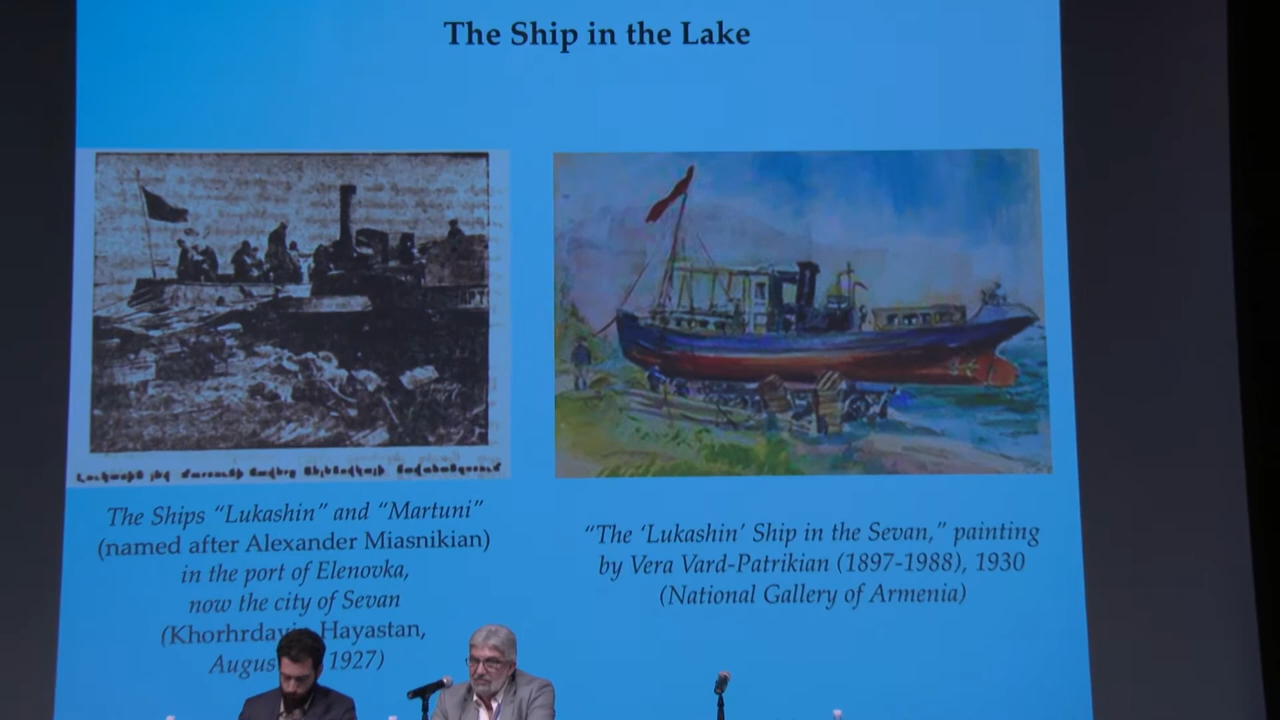 The Ship in the Lake
The Ships “Lukashin” and “Martuni”
(named after Alexander Miasnikian)
in the port of Elenovka,
now the city of Sevan
Hayastan,
1927)
“The ‘Lukashin’ Ship in the Sevan,” painting
by Vera Vard-Patrikian (1897-1988), 1930
(National Gallery of Armenia)